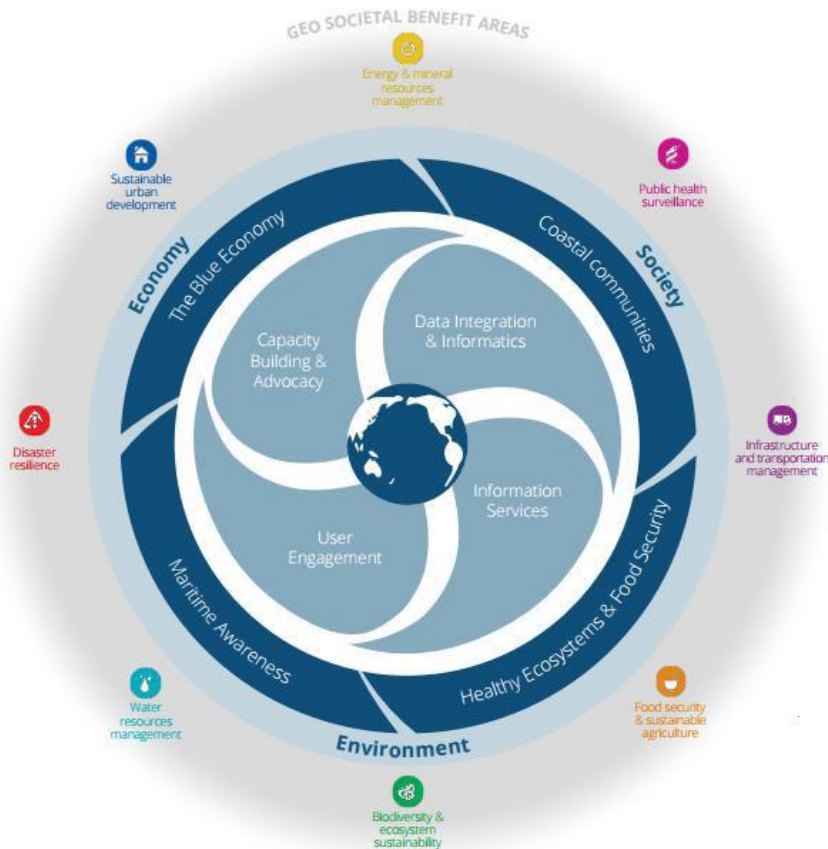 GEO SOCIETAL BENEFIT AREAS
Energy & mineral
resources
management
Sustainable
urban
development
Public health
surveillance
Economy
The Blue Economy
Coastal communities
Society
Capacity
Building &
Advocacy
Data Integration
& Informatics
Disaster
resilience
Infrastructure
and transportation
management
Information
Services
User
Engagement
Maritime Awareness
Healthy Ecosystems & Food Security
Water
resources
management
Food security
& sustainable
agriculture
Environment
Biodiversity &
ecosystem
sustainability